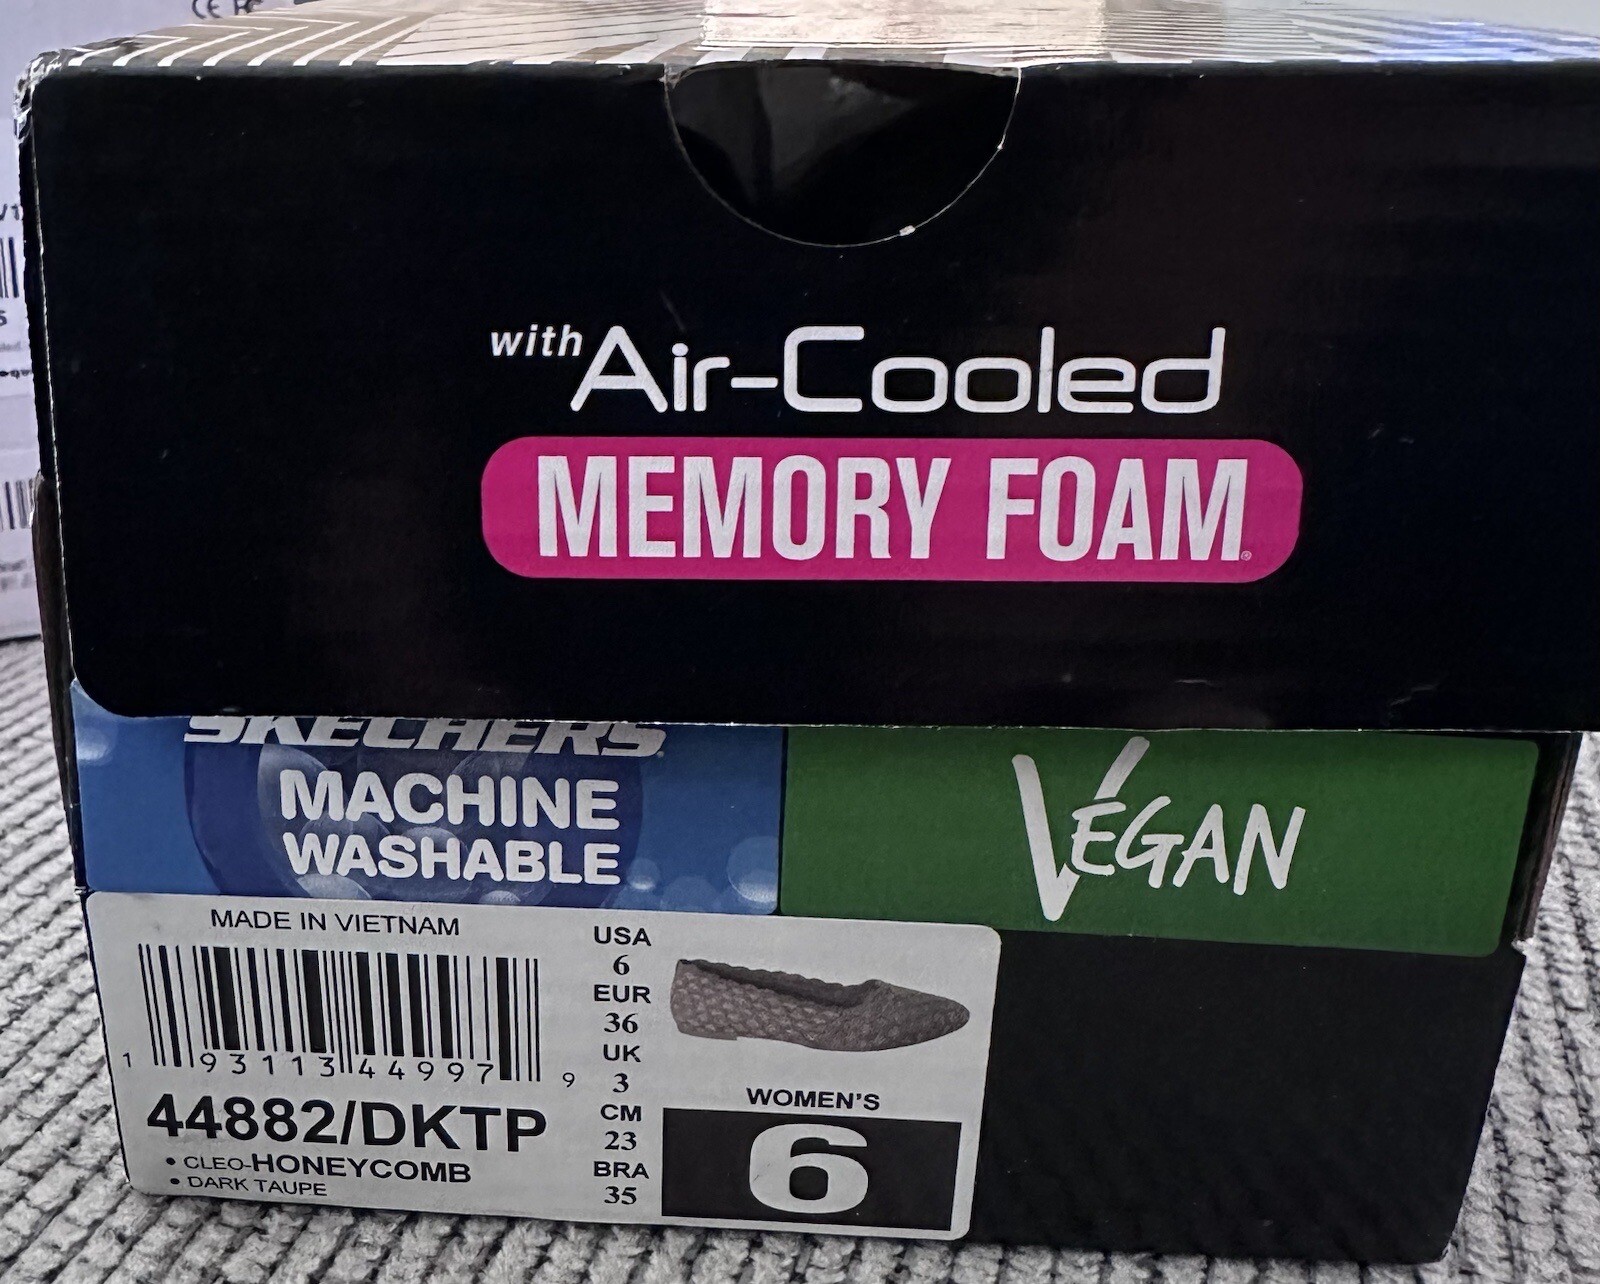 with Air-Cooled
MEMORY FOAM®
SKECHERS
MACHINE
WASHABLE
VEGAN
MADE IN VIETNAM
1 93113 44997 9
44882/DKTP
• CLEO-HONEYCOMB
• DARK TAUPE
USA
6
EUR
36
UK
3
CM
23
BRA
35
WOMEN'S
6